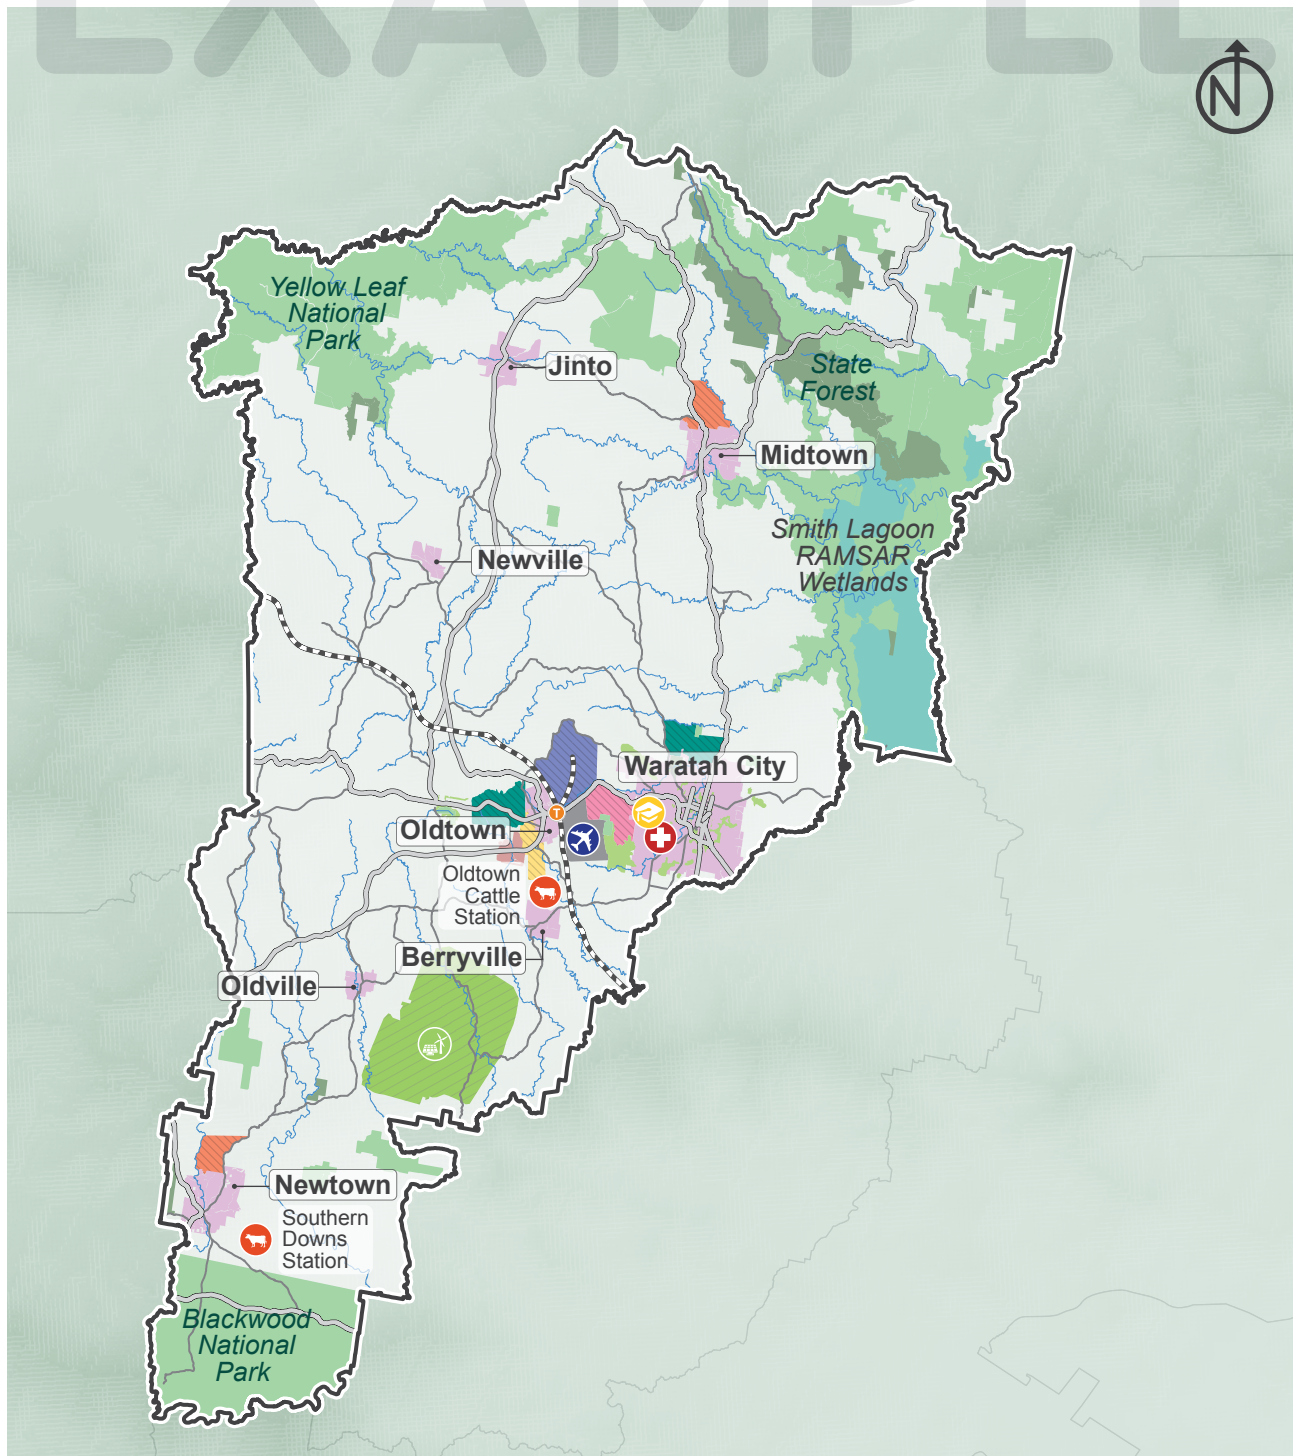 EXAMPLE
N
Yellow Leaf
National
Park
Jinto
State
Forest
Midtown
Smith Lagoon
RAMSAR
Wetlands
Newville
Waratah City
T
Oldtown
Oldtown
Cattle
Station
Berryville
Oldville
Newtown
Southern
Downs
Station
Blackwood
National
Park